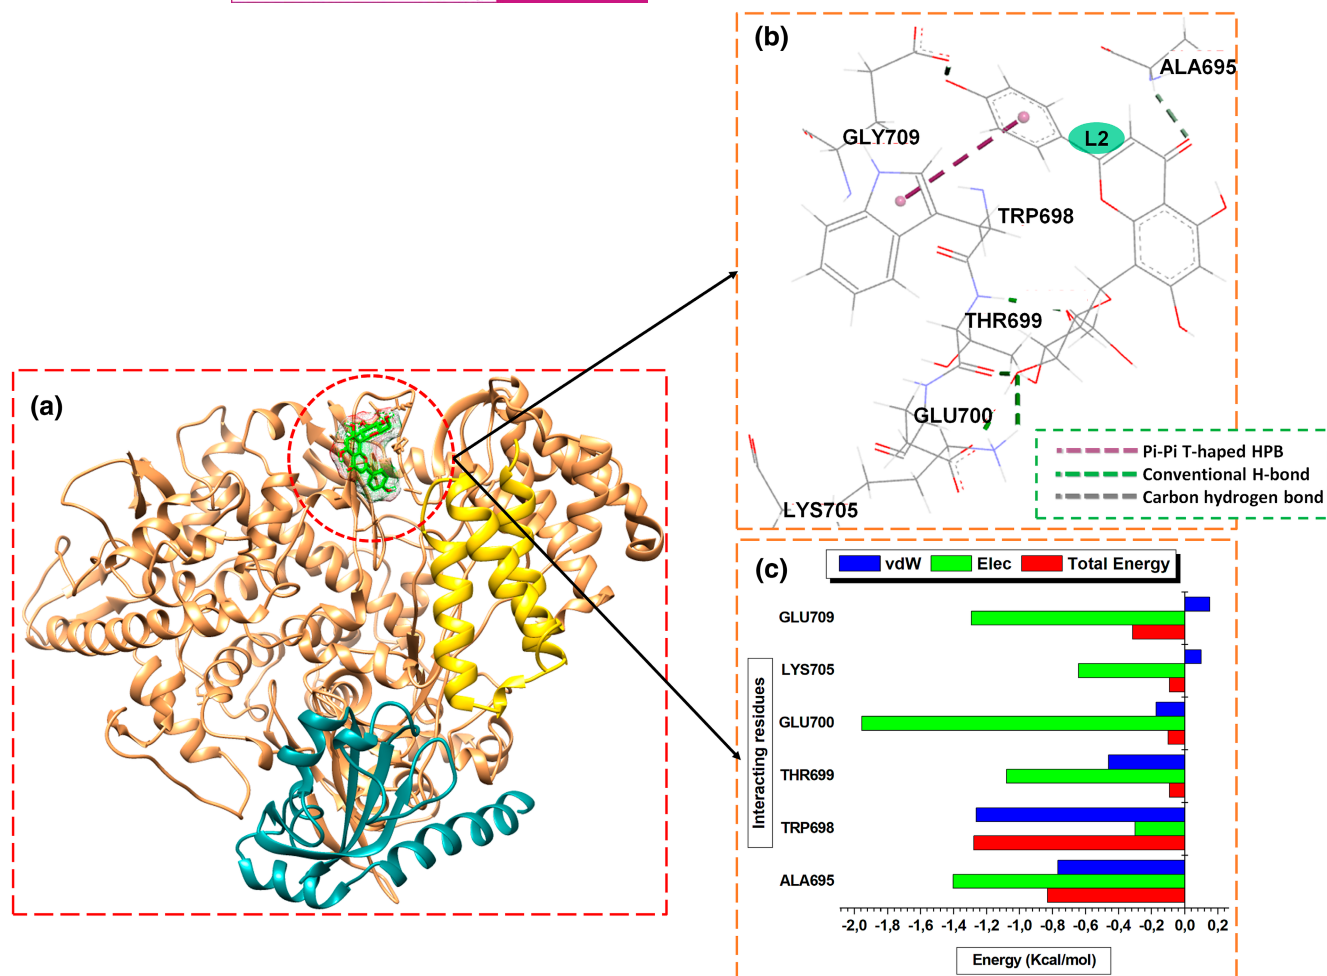 (a)
(b)
ALA695
GLY709
L2
TRP698
THR699
GLU700
LYS705
Pi-Pi T-haped HPB
Conventional H-bond
Carbon hydrogen bond
(c)
vdW Elec Total Energy
GLU709
LYS705
GLU700
THR699
TRP698
ALA695
Interacting residues
-2,0 -1,8 -1,6 -1,4 -1,2 -1,0 -0,8 -0,6 -0,4 -0,2 0,0 0,2
Energy (Kcal/mol)